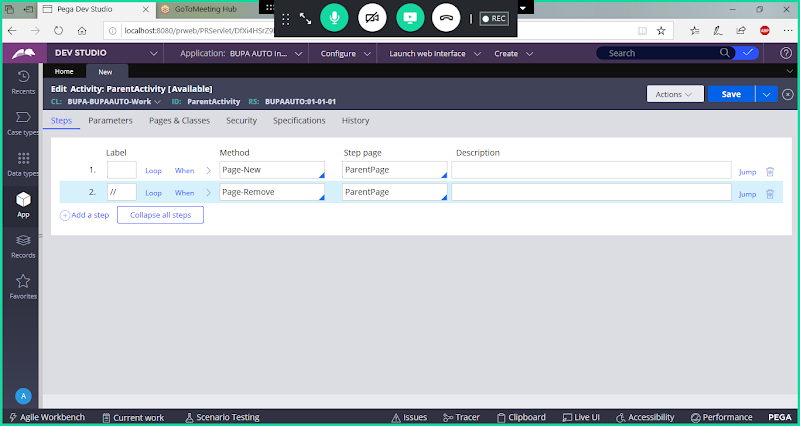 Pega Dev Studio
GoToMeeting Hub
REC
localhost:8080/prweb/PRServlet/DfXi4HSrZ9
ABP
DEV STUDIO
Application: BUPA AUTO In...
Configure
Launch web interface
Create
Search
Recents
Case types
Data types
App
Records
Favorites
A
Home
New
Edit Activity: ParentActivity [Available]
CL: BUPA-BUPAAUTO-Work
ID: ParentActivity
RS: BUPAAUTO:01-01-01
Actions
Save
Steps
Parameters
Pages & Classes
Security
Specifications
History
Label
Method
Step page
Description
1. Loop When Page-New ParentPage Jump
2. // Loop When Page-Remove ParentPage Jump
Add a step
Collapse all steps
Agile Workbench
Current work
Scenario Testing
Issues
Tracer
Clipboard
Live UI
Accessibility
Performance
PEGA